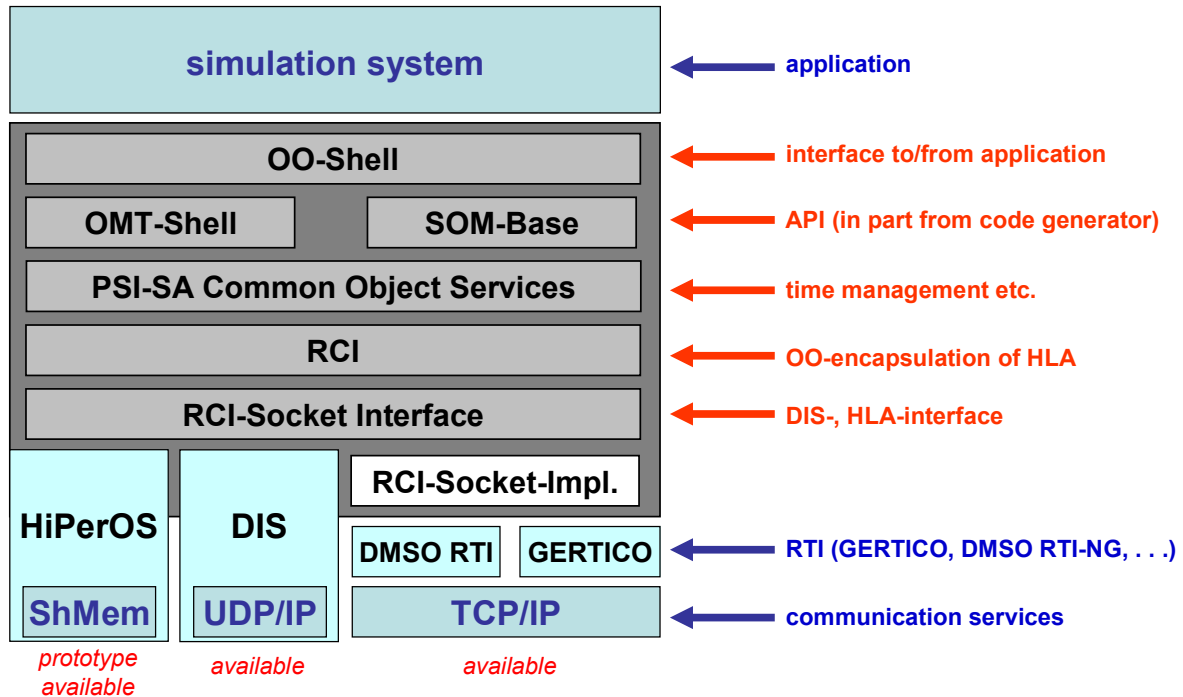 simulation system
application
OO-Shell
interface to/from application
OMT-Shell
SOM-Base
API (in part from code generator)
PSI-SA Common Object Services
time management etc.
RCI
OO-encapsulation of HLA
RCI-Socket Interface
DIS-, HLA-interface
HiPerOS
DIS
RCI-Socket-Impl.
DMSO RTI
GERTICO
RTI (GERTICO, DMSO RTI-NG, . . .)
ShMem
UDP/IP
TCP/IP
communication services
prototype
available
available
available